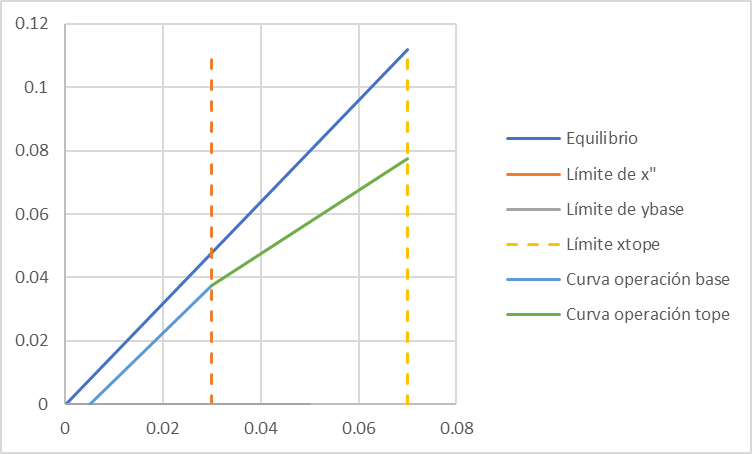 0.12
0.1
0.08
0.06
0.04
0.02
0
0 0.02 0.04 0.06 0.08
Equilibrio
Límite de x"
Límite de ybase
Límite xtope
Curva operación base
Curva operación tope